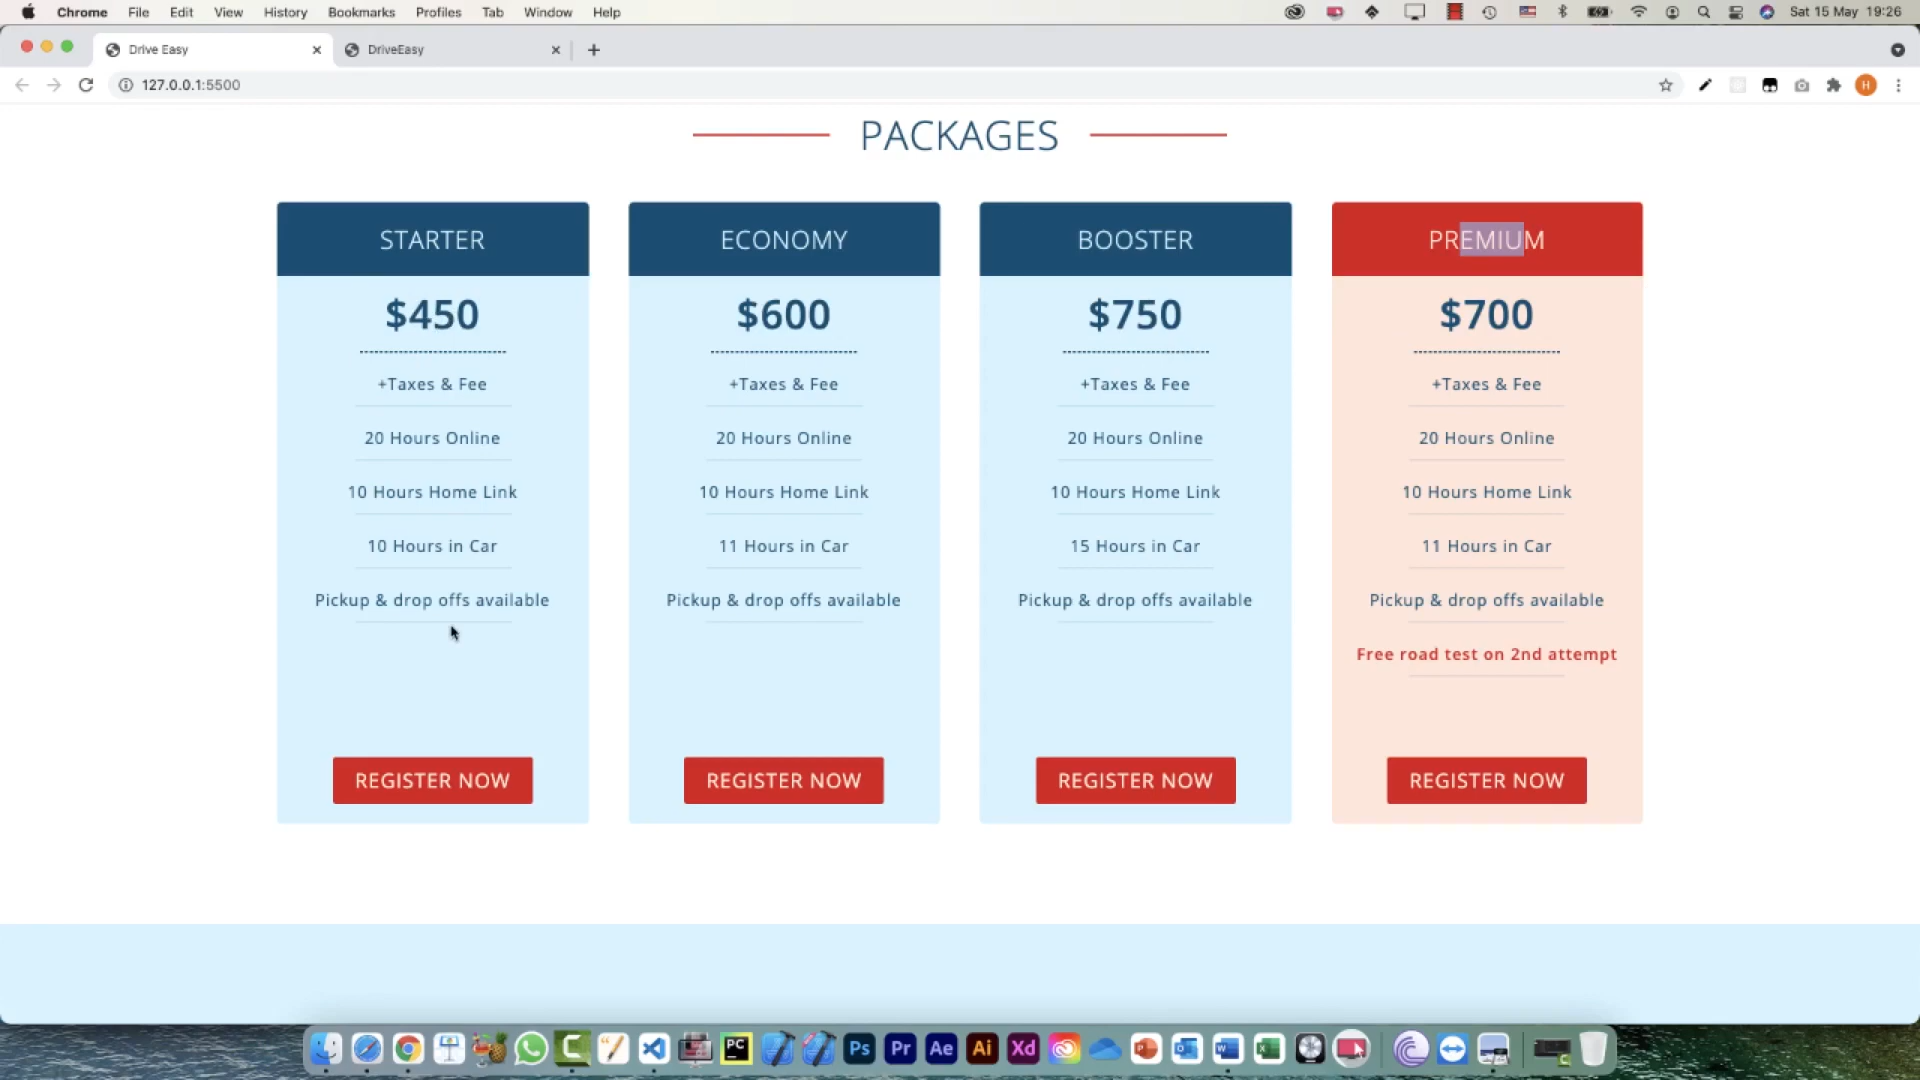 Chrome File Edit View History Bookmarks Profiles Tab Window Help Sat 15 May 19:26
Drive Easy DriveEasy
127.0.0.1:5500 H
PACKAGES
STARTER ECONOMY BOOSTER PREMIUM
$450 $600 $750 $700
+Taxes & Fee +Taxes & Fee +Taxes & Fee +Taxes & Fee
20 Hours Online 20 Hours Online 20 Hours Online 20 Hours Online
10 Hours Home Link 10 Hours Home Link 10 Hours Home Link 10 Hours Home Link
10 Hours in Car 11 Hours in Car 15 Hours in Car 11 Hours in Car
Pickup & drop offs available Pickup & drop offs available Pickup & drop offs available Pickup & drop offs available
Free road test on 2nd attempt
REGISTER NOW REGISTER NOW REGISTER NOW REGISTER NOW
C PC Ps Pr Ae Ai Xd P O W X